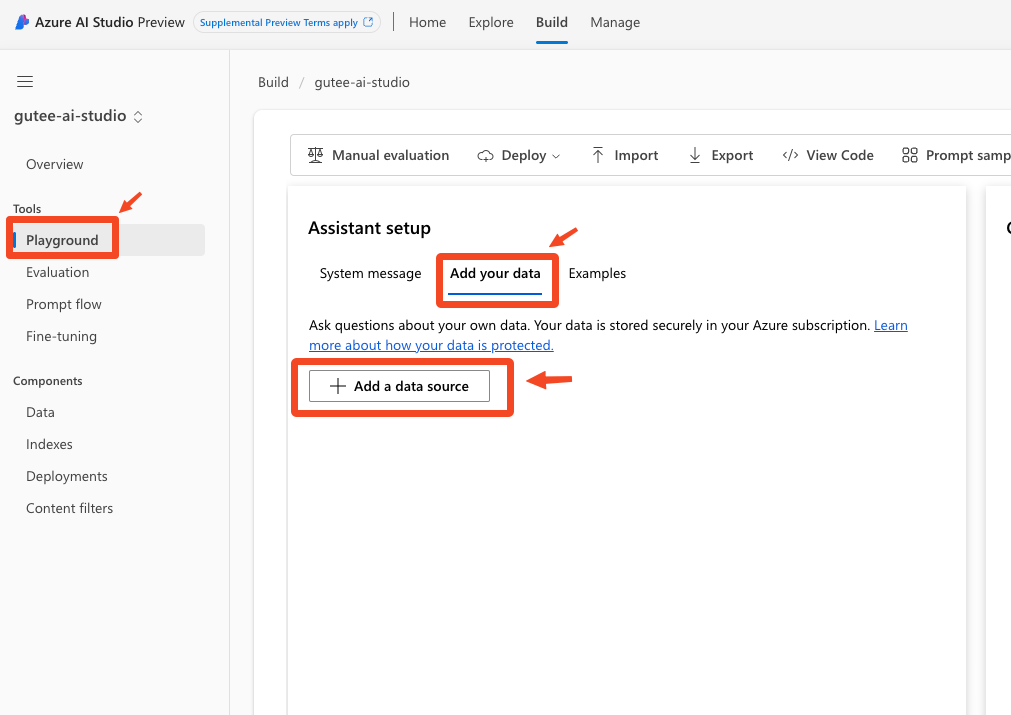 Azure AI Studio Preview
Supplemental Preview Terms apply
Home
Explore
Build
Manage
gutee-ai-studio
Overview
Tools
Playground
Evaluation
Prompt flow
Fine-tuning
Components
Data
Indexes
Deployments
Content filters
Build / gutee-ai-studio
Manual evaluation
Deploy
Import
Export
</> View Code
Prompt samp
Assistant setup
System message
Add your data
Examples
Ask questions about your own data. Your data is stored securely in your Azure subscription. Learn
more about how your data is protected.
+ Add a data source